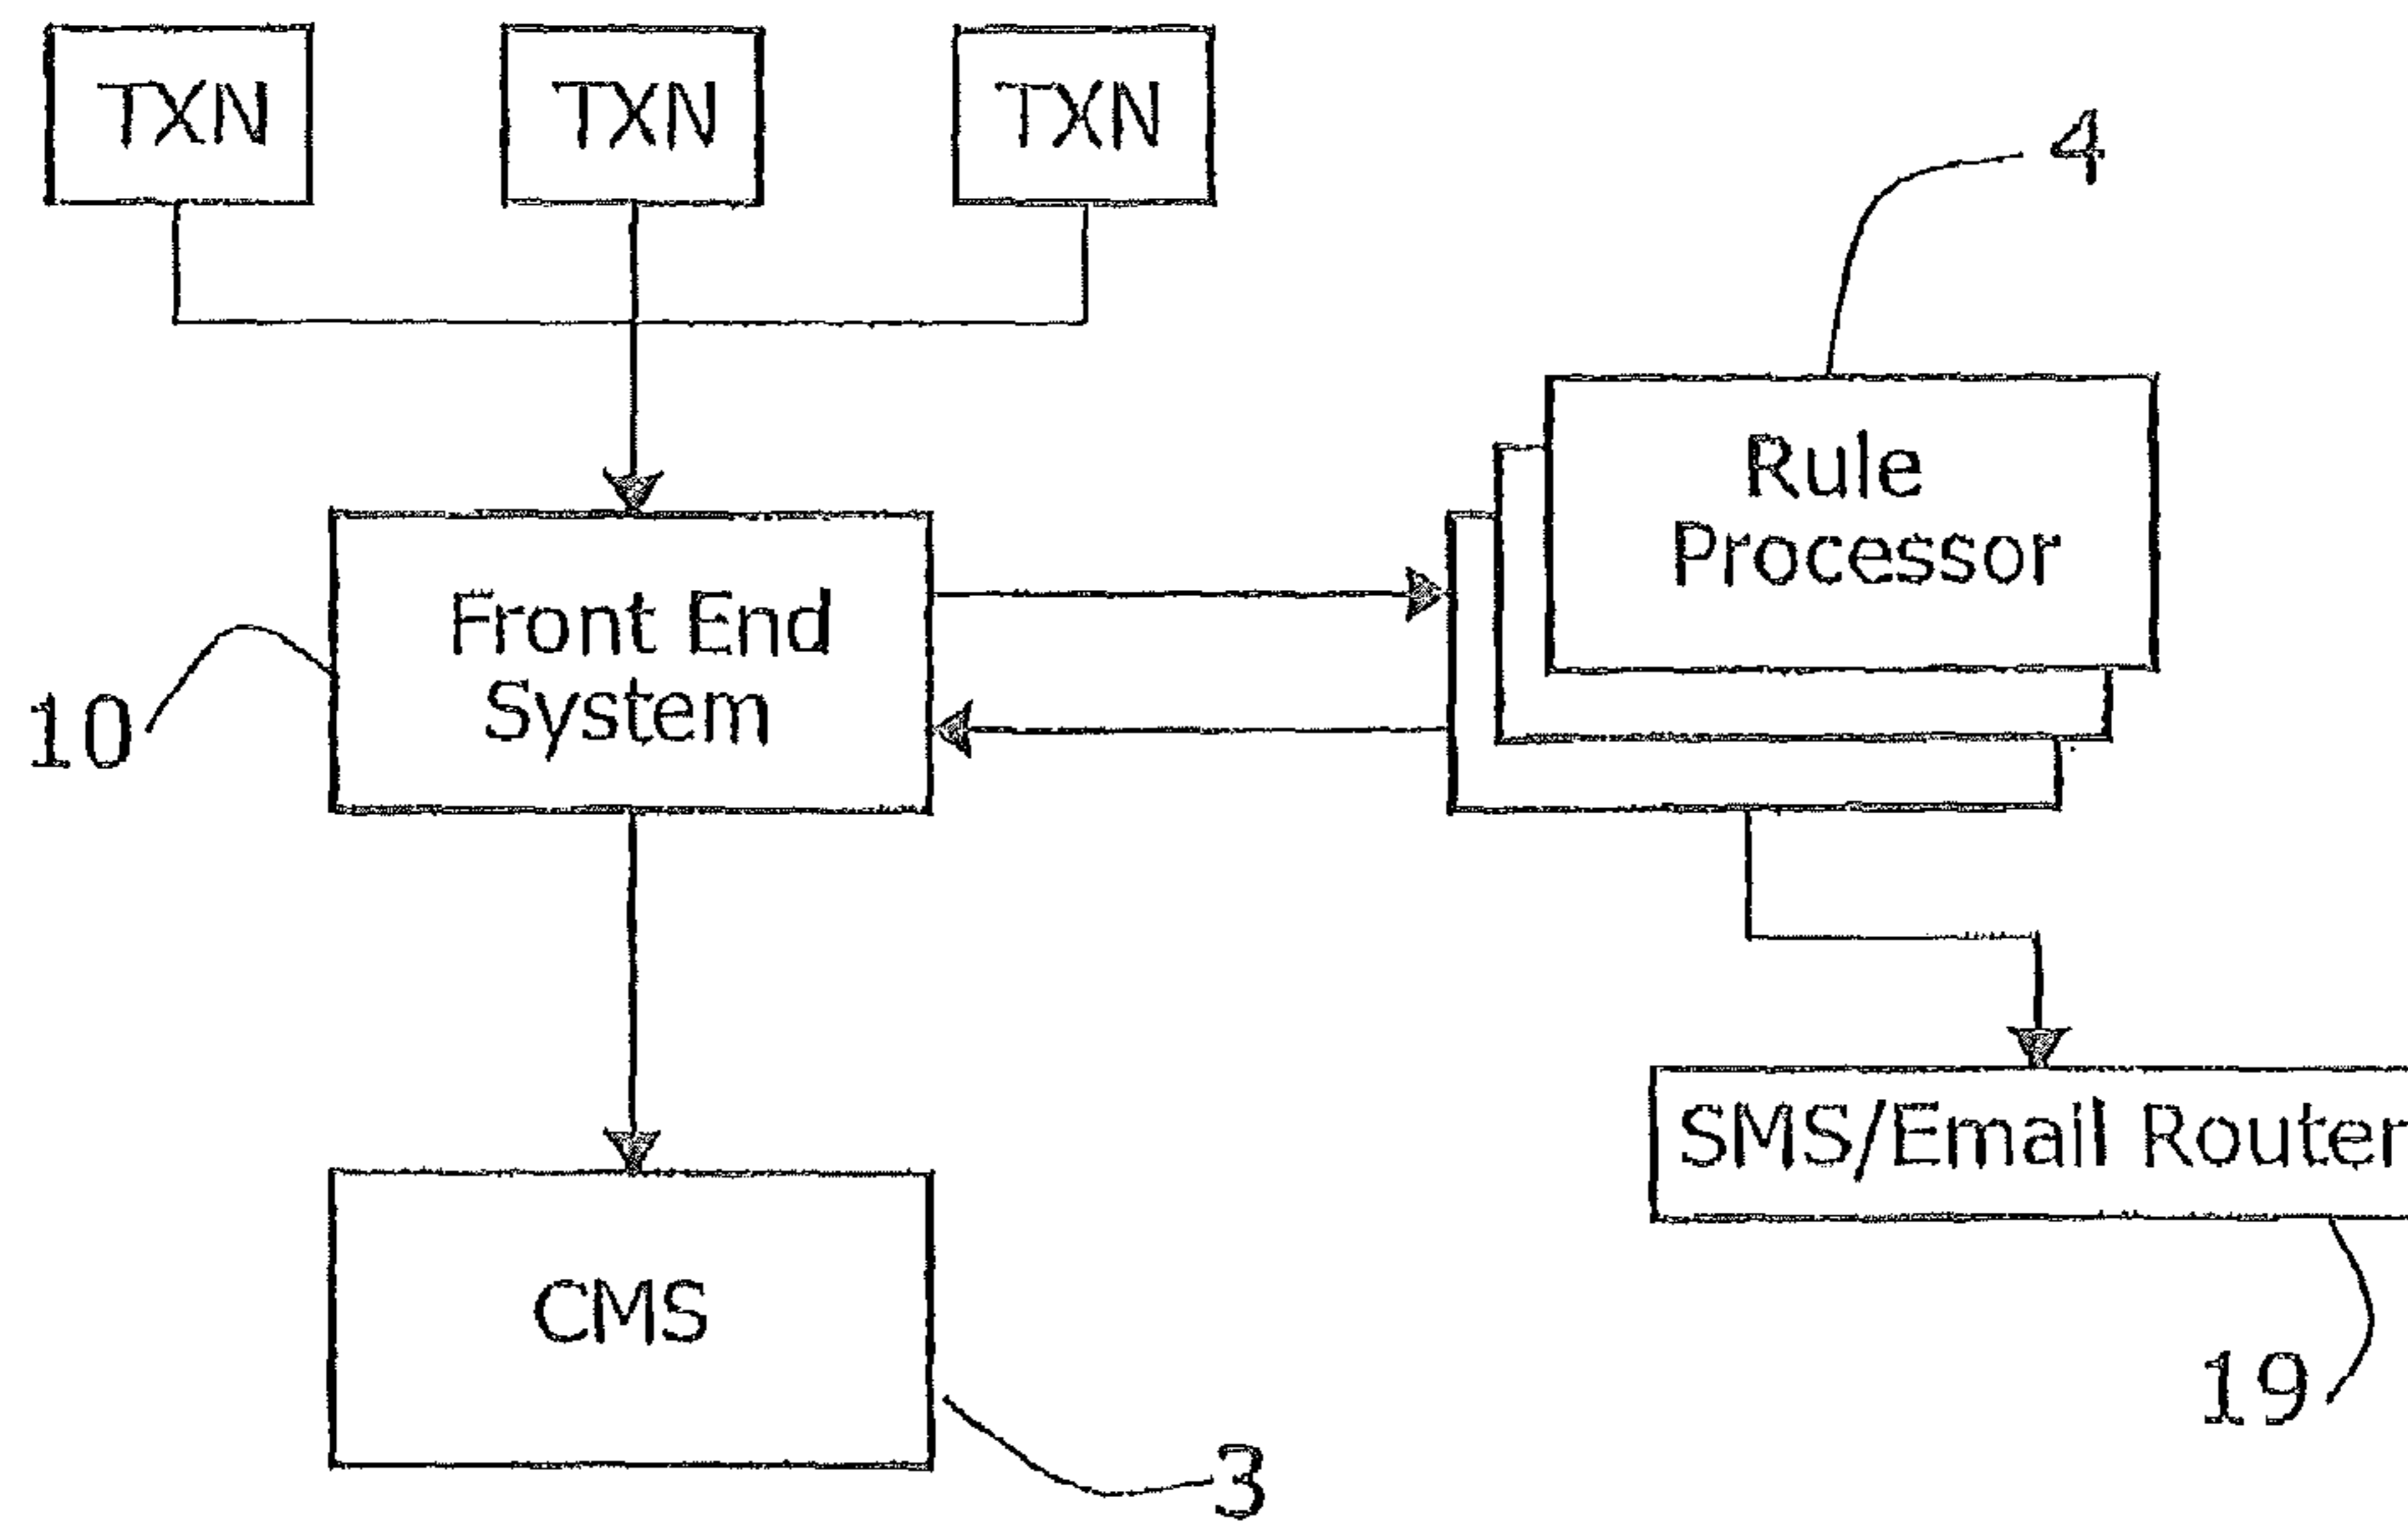 TXN TXN TXN
4
Rule
Processor
Front End
System
10
SMS/Email Router
CMS
19
3